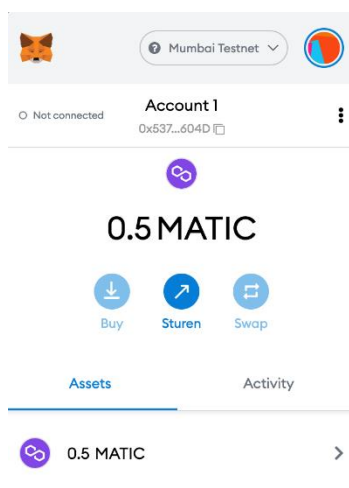 Mumbai Testnet
Not connected
Account 1
0x537...604D
0.5 MATIC
Buy
Sturen
Swap
Assets
Activity
0.5 MATIC